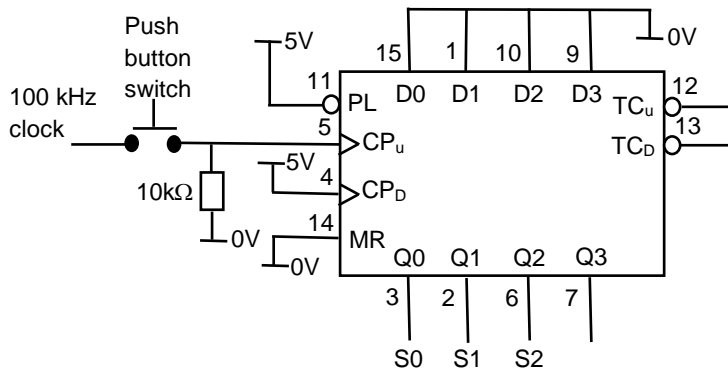 Push
button
switch
100 kHz
clock
5V
15 1 10 9
0V
11
D0 D1 D2 D3
12
PL
TCu
5
CPu
13
TCD
5V
4
CPD
10kΩ
0V
14
MR
0V
Q0 Q1 Q2 Q3
3 2 6 7
S0 S1 S2